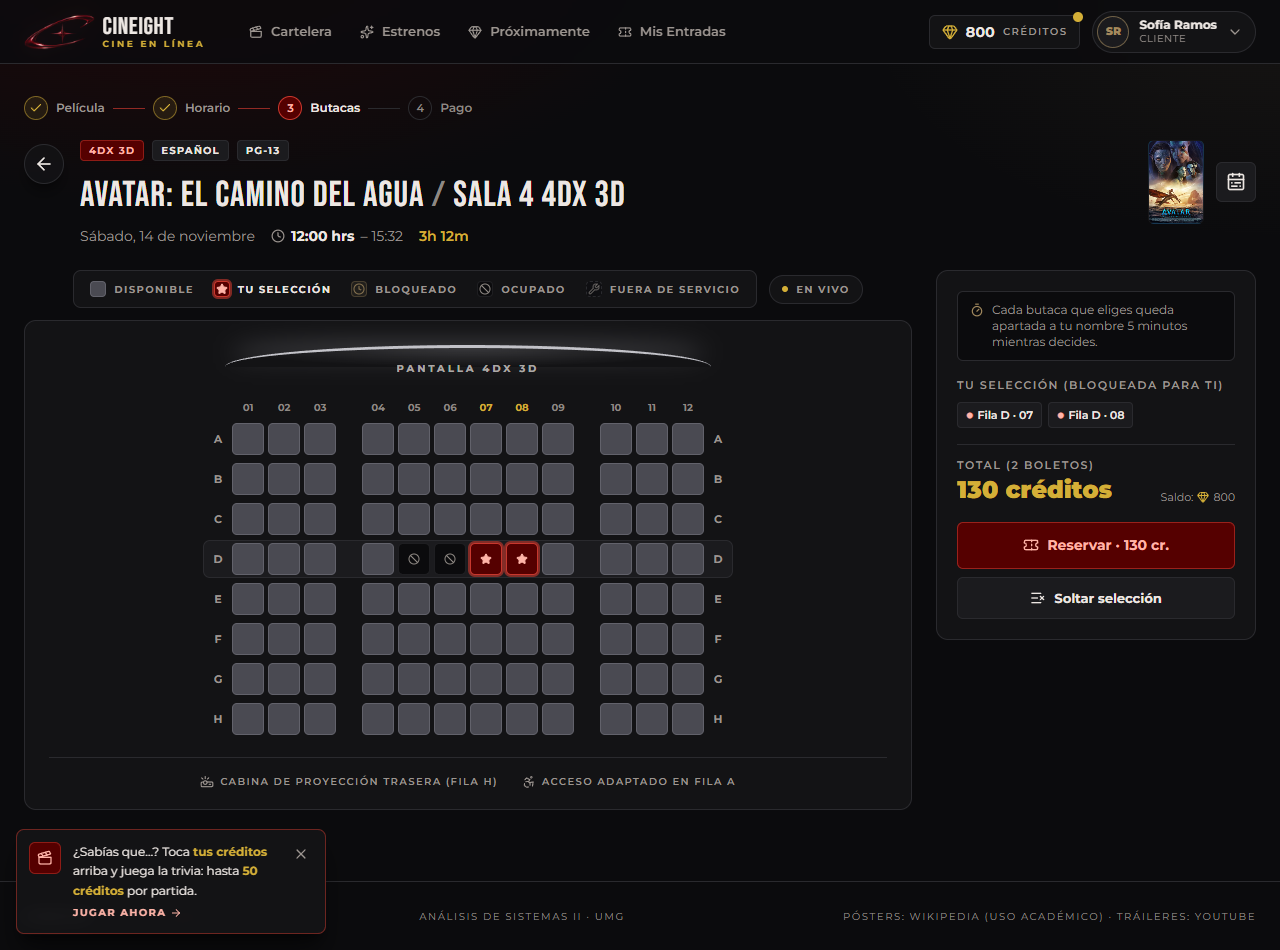 CINEIGHT
CINE EN LÍNEA
Cartelera
Estrenos
Próximamente
Mis Entradas
800 CRÉDITOS
SR
Sofía Ramos
CLIENTE
Película
Horario
3 Butacas
4 Pago
4DX 3D
ESPAÑOL
PG-13
AVATAR: EL CAMINO DEL AGUA / SALA 4 4DX 3D
Sábado, 14 de noviembre 12:00 hrs – 15:32 3h 12m
AVATAR
DISPONIBLE
TU SELECCIÓN
BLOQUEADO
OCUPADO
FUERA DE SERVICIO
EN VIVO
PANTALLA 4DX 3D
01 02 03 04 05 06 07 08 09 10 11 12
A A
B B
C C
D D
E E
F F
G G
H H
CABINA DE PROYECCIÓN TRASERA (FILA H)
ACCESO ADAPTADO EN FILA A
Cada butaca que eliges queda
apartada a tu nombre 5 minutos
mientras decides.
TU SELECCIÓN (BLOQUEADA PARA TI)
Fila D · 07
Fila D · 08
TOTAL (2 BOLETOS)
130 créditos
Saldo: 800
Reservar · 130 cr.
Soltar selección
¿Sabías que...? Toca tus créditos
arriba y juega la trivia: hasta 50
créditos por partida.
JUGAR AHORA →
ANÁLISIS DE SISTEMAS II · UMG
PÓSTERS: WIKIPEDIA (USO ACADÉMICO) · TRÁILERES: YOUTUBE